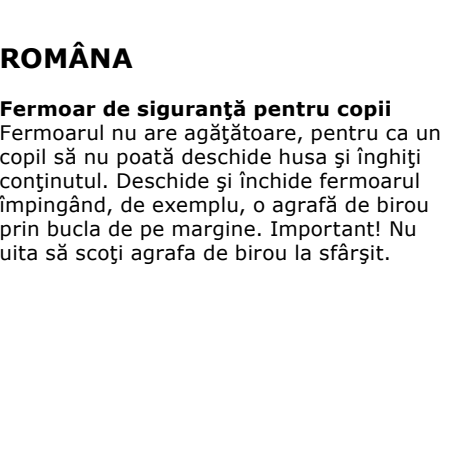 ROMÂNA
Fermoar de siguranţă pentru copii
Fermoarul nu are agăţătoare, pentru ca un
copil să nu poată deschide husa şi înghiţi
conţinutul. Deschide şi închide fermoarul
împingând, de exemplu, o agrafă de birou
prin bucla de pe margine. Important! Nu
uita să scoţi agrafa de birou la sfârşit.